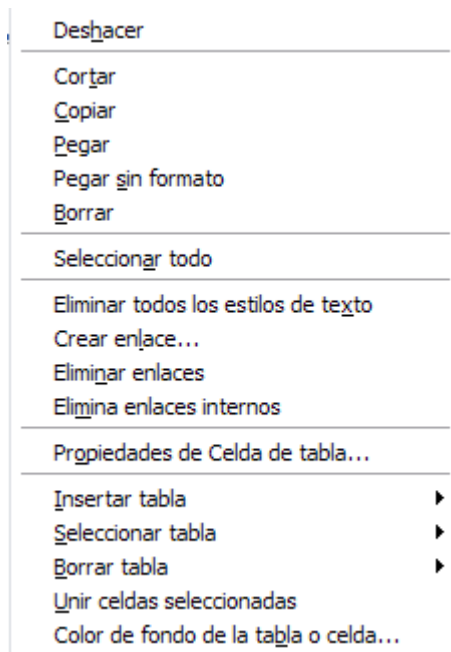 Deshacer
Cortar
Copiar
Pegar
Pegar sin formato
Borrar
Seleccionar todo
Eliminar todos los estilos de texto
Crear enlace...
Eliminar enlaces
Elimina enlaces internos
Propiedades de Celda de tabla...
Insertar tabla
Seleccionar tabla
Borrar tabla
Unir celdas seleccionadas
Color de fondo de la tabla o celda...